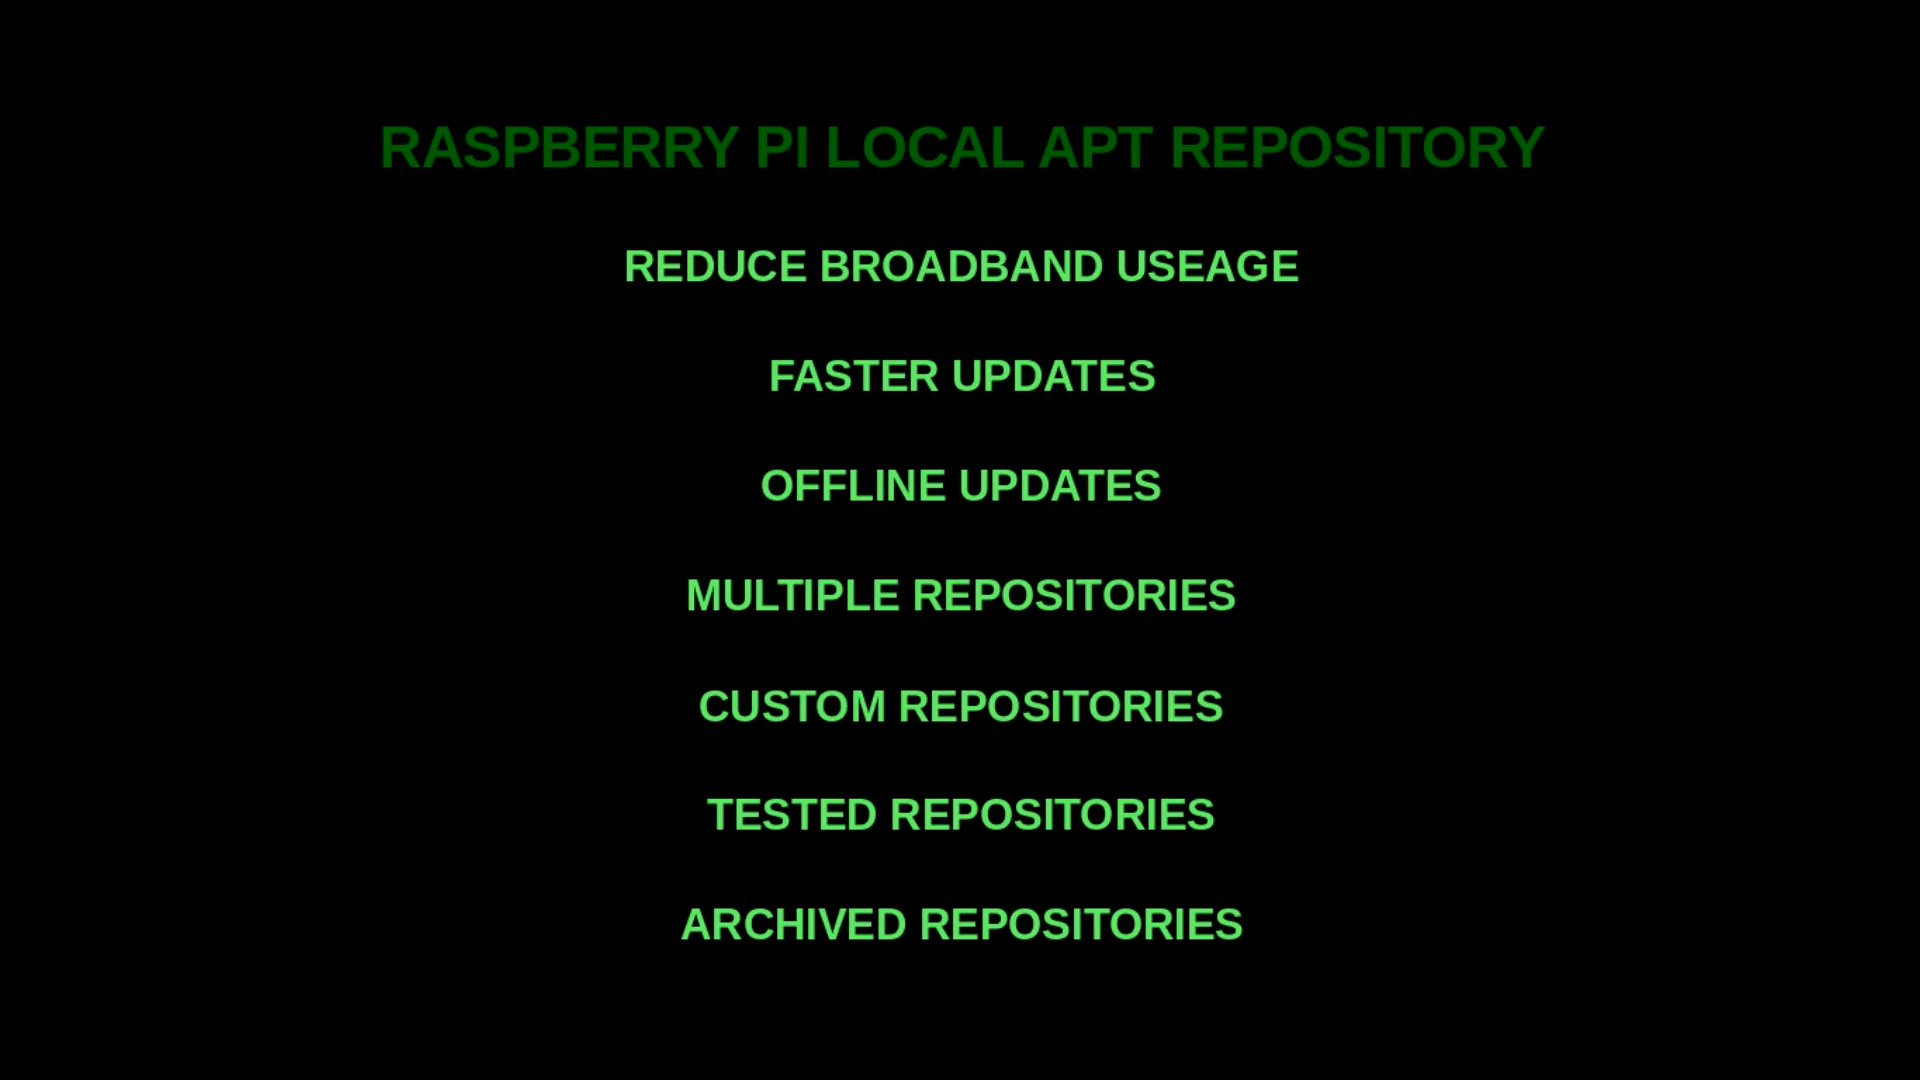 RASPBERRY PI LOCAL APT REPOSITORY
REDUCE BROADBAND USEAGE
FASTER UPDATES
OFFLINE UPDATES
MULTIPLE REPOSITORIES
CUSTOM REPOSITORIES
TESTED REPOSITORIES
ARCHIVED REPOSITORIES